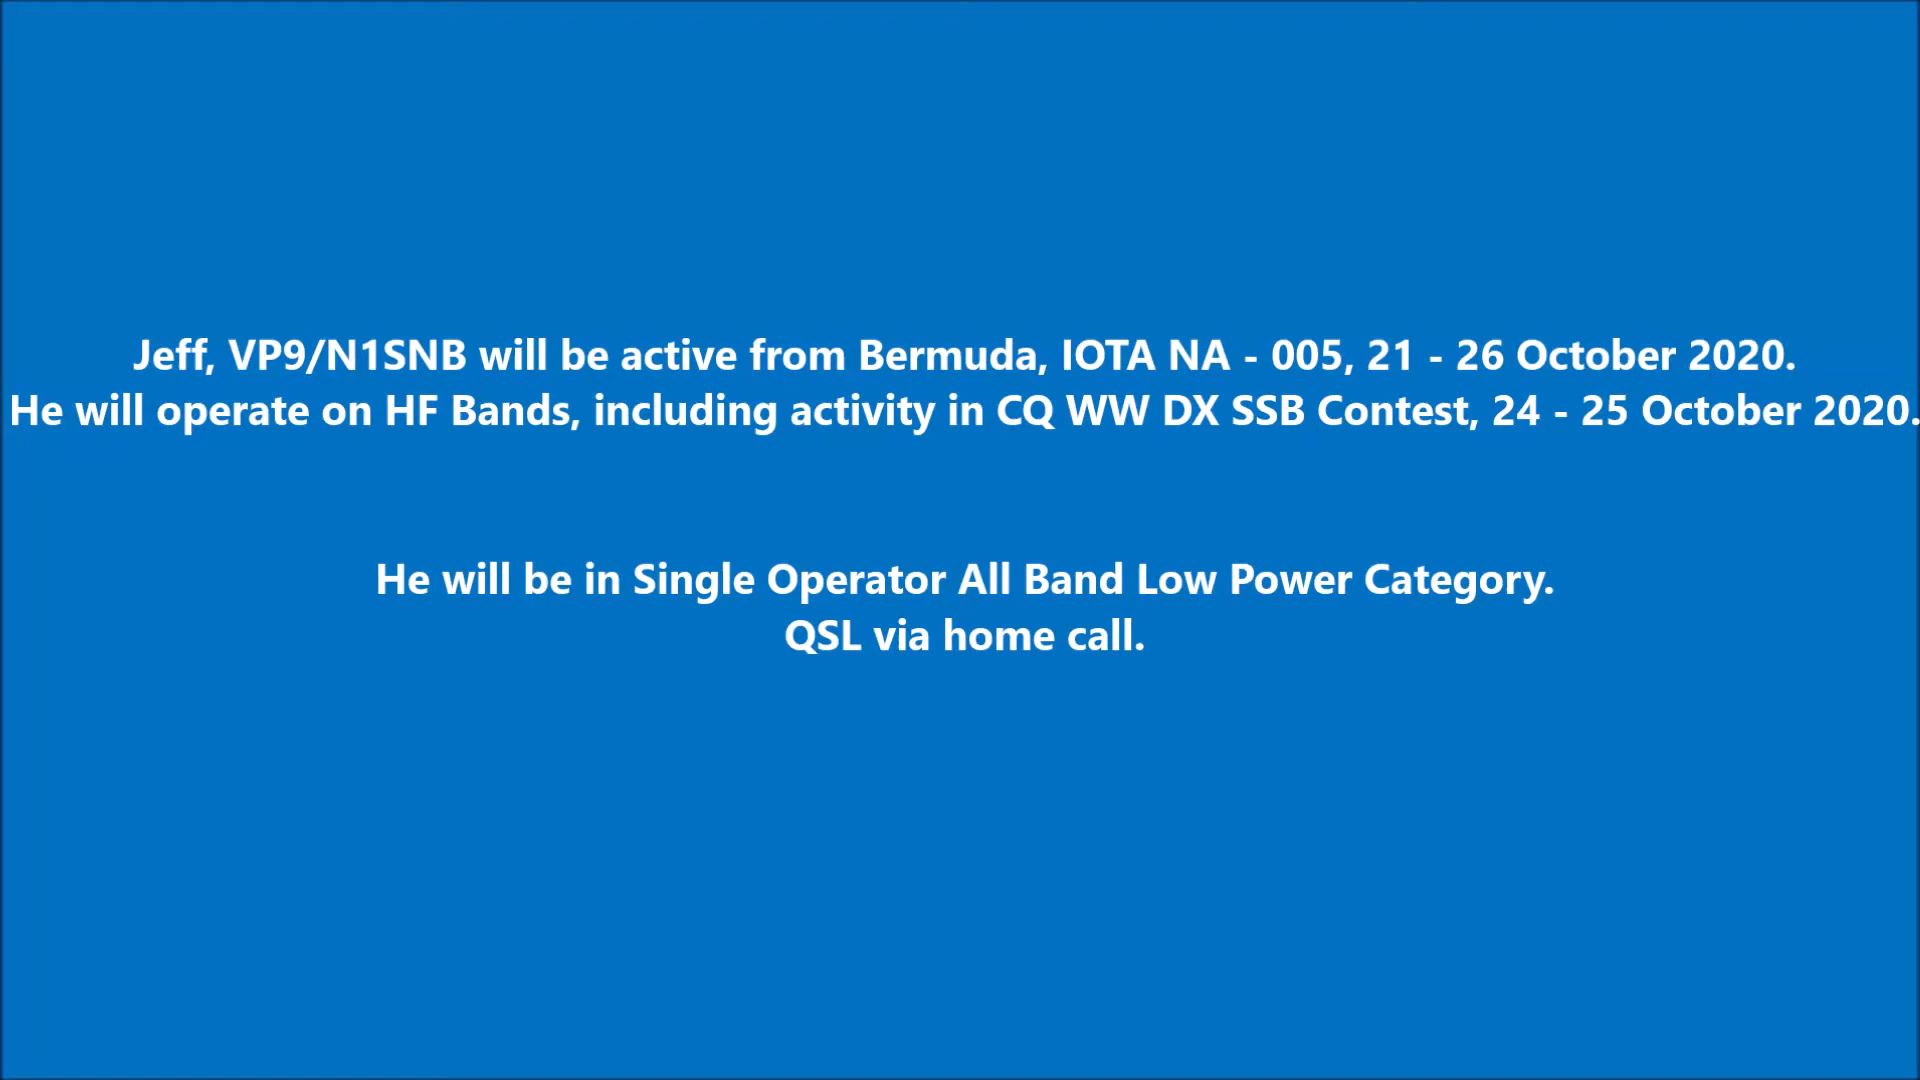 Jeff, VP9/N1SNB will be active from Bermuda, IOTA NA - 005, 21 - 26 October 2020.
He will operate on HF Bands, including activity in CQ WW DX SSB Contest, 24 - 25 October 2020.
He will be in Single Operator All Band Low Power Category.
QSL via home call.